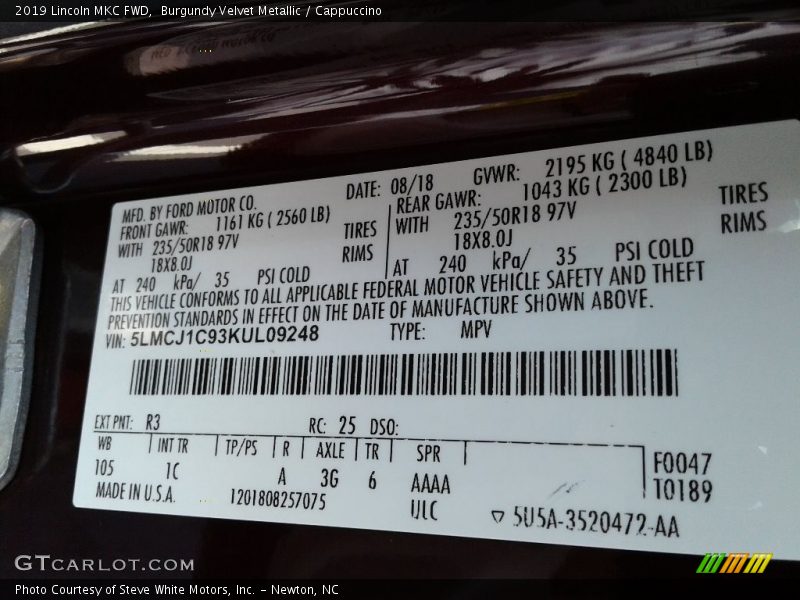 2019 Lincoln MKC FWD, Burgundy Velvet Metallic / Cappuccino
MFD. BY FORD MOTOR CO. DATE: 08/18 GVWR: 2195 KG ( 4840 LB)
FRONT GAWR: 1161 KG ( 2560 LB) REAR GAWR: 1043 KG ( 2300 LB)
WITH 235/50R18 97V TIRES WITH 235/50R18 97V TIRES
18X8.0J RIMS 18X8.0J RIMS
AT 240 kPa/ 35 PSI COLD AT 240 kPa/ 35 PSI COLD
THIS VEHICLE CONFORMS TO ALL APPLICABLE FEDERAL MOTOR VEHICLE SAFETY AND THEFT
PREVENTION STANDARDS IN EFFECT ON THE DATE OF MANUFACTURE SHOWN ABOVE.
VIN: 5LMCJ1C93KUL09248 TYPE: MPV
EXT PNT: R3 RC: 25 DSO:
WB INT TR TP/PS R AXLE TR SPR F0047
105 1C A 3G 6 AAAA T0189
MADE IN U.S.A. 1201808257075 ULC 5U5A-3520472-AA
GTCARLOT.COM
Photo Courtesy of Steve White Motors, Inc. – Newton, NC